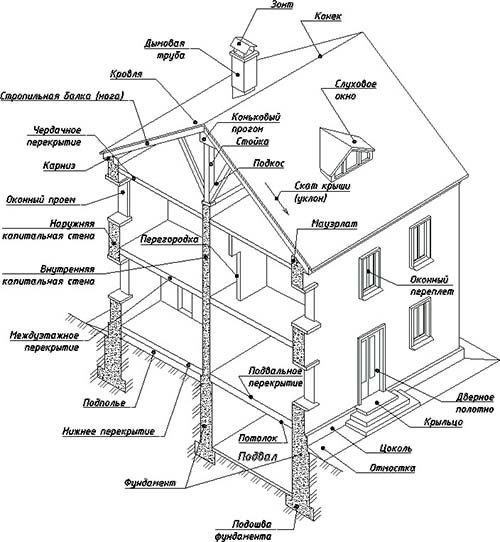 Зонт
Конек
Дымовая
труба
Кровля
Слуховое
окно
Стропильная балка (нога)
Коньковый
прогон
Стойка
Чердачное
перекрытие
Подкос
Карниз
Скат крыши
(уклон)
Оконный проем
Мауэрлат
Наружняя
капитальная стена
Перегородка
Оконный
переплет
Внутренняя
капитальная стена
Междуэтажное
перекрытие
Подвальное
перекрытие
Дверное
полотно
Подполье
Крыльцо
Нижнее перекрытие
Потолок
Цоколь
Подвал
Отмостка
Фундамент
Подошва
фундамента